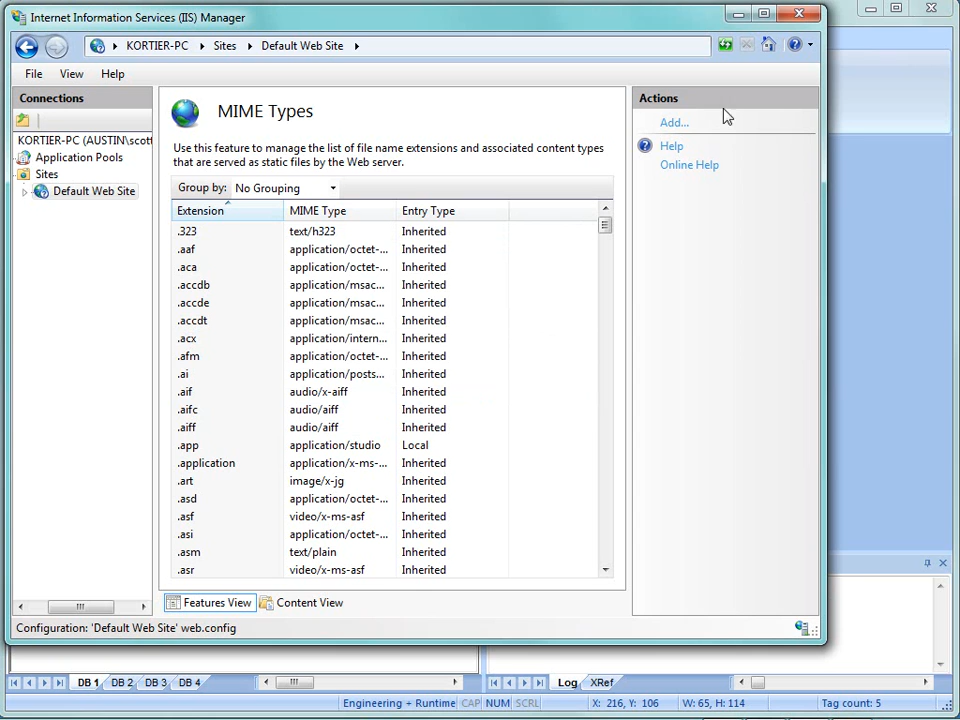 Internet Information Services (IIS) Manager
KORTIER-PC Sites Default Web Site
File View Help
Connections
KORTIER-PC (AUSTIN\scott
Application Pools
Sites
Default Web Site
MIME Types
Use this feature to manage the list of file name extensions and associated content types
that are served as static files by the Web server.
Group by: No Grouping
Extension MIME Type Entry Type
.323 text/h323 Inherited
.aaf application/octet-... Inherited
.aca application/octet-... Inherited
.accdb application/msac... Inherited
.accde application/msac... Inherited
.accdt application/msac... Inherited
.acx application/intern... Inherited
.afm application/octet-... Inherited
.ai application/posts... Inherited
.aif audio/x-aiff Inherited
.aifc audio/aiff Inherited
.aiff audio/aiff Inherited
.app application/studio Local
.application application/x-ms-... Inherited
.art image/x-jg Inherited
.asd application/octet-... Inherited
.asf video/x-ms-asf Inherited
.asi application/octet-... Inherited
.asm text/plain Inherited
.asr video/x-ms-asf Inherited
Features View Content View
Actions
Add...
Help
Online Help
Configuration: 'Default Web Site' web.config
DB 1 DB 2 DB 3 DB 4 Log XRef
Engineering + Runtime CAP NUM SCRL X: 216, Y: 106 W: 65, H: 114 Tag count: 5